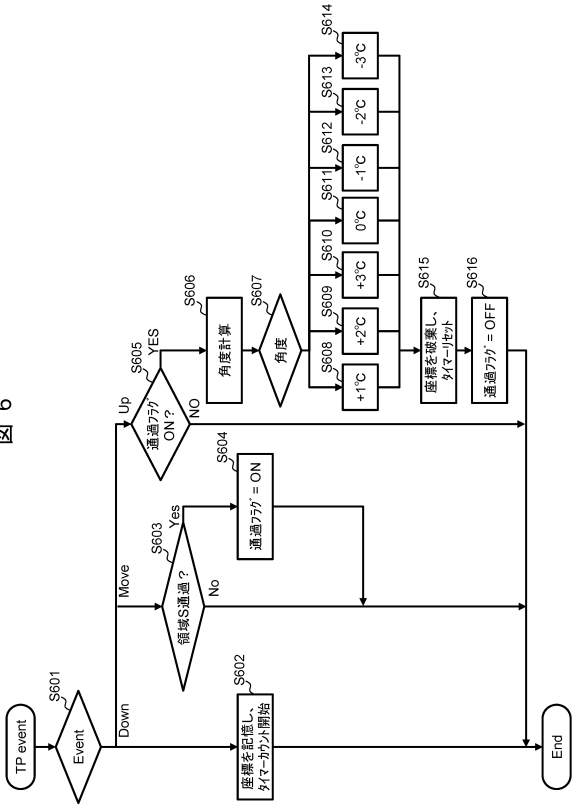 図 6
TP event
Event
S601
Down
Move
Up
座標を記憶し、
タイマーカウント開始
S602
領域S通過？
S603
Yes
No
通過フラグ = ON
S604
通過フラグ
ON？
S605
YES
NO
角度計算
S606
角度
S607
+1℃
S608
+2℃
S609
+3℃
S610
0℃
S611
-1℃
S612
-2℃
S613
-3℃
S614
座標を破棄し、
タイマーリセット
S615
通過フラグ = OFF
S616
End